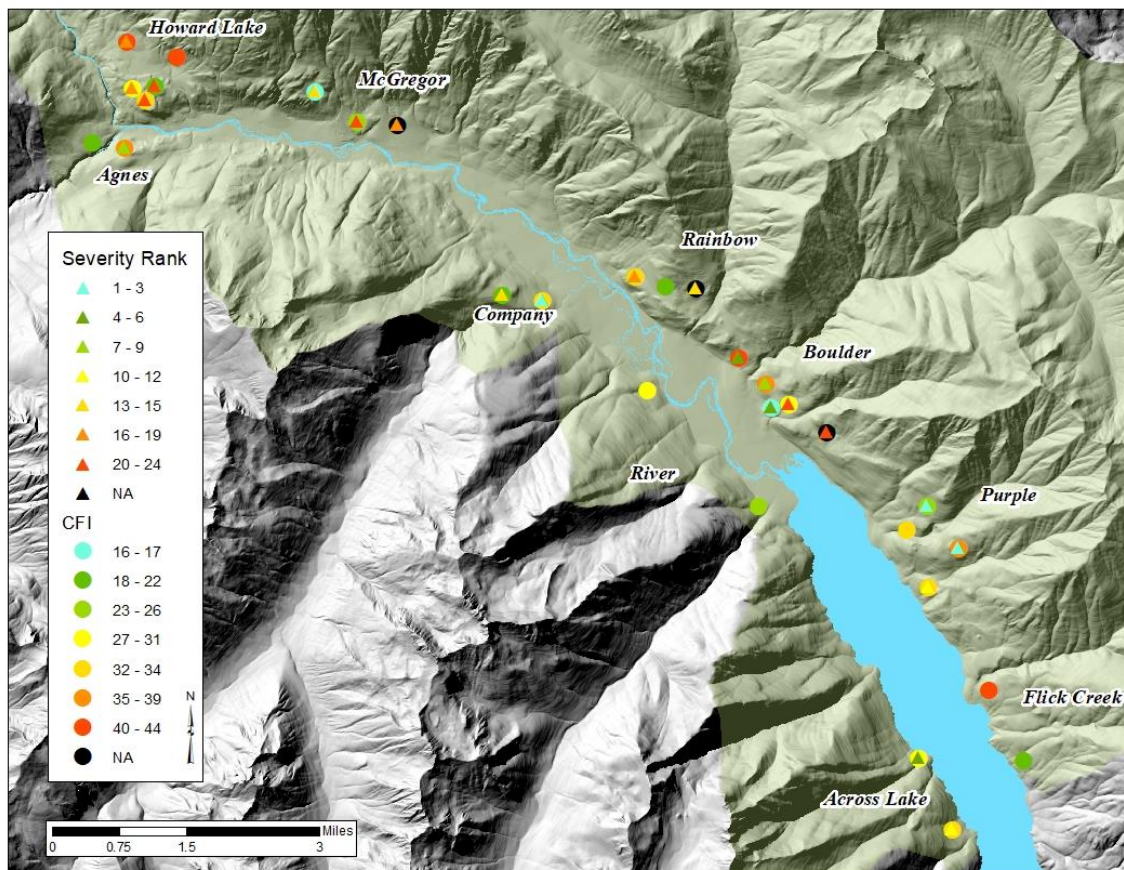 Howard Lake
McGregor
Agnes
Rainbow
Company
Boulder
River
Purple
Flick Creek
Across Lake
Severity Rank
1 - 3
4 - 6
7 - 9
10 - 12
13 - 15
16 - 19
20 - 24
NA
CFI
16 - 17
18 - 22
23 - 26
27 - 31
32 - 34
35 - 39
40 - 44
NA
N
Miles
0 0.75 1.5 3